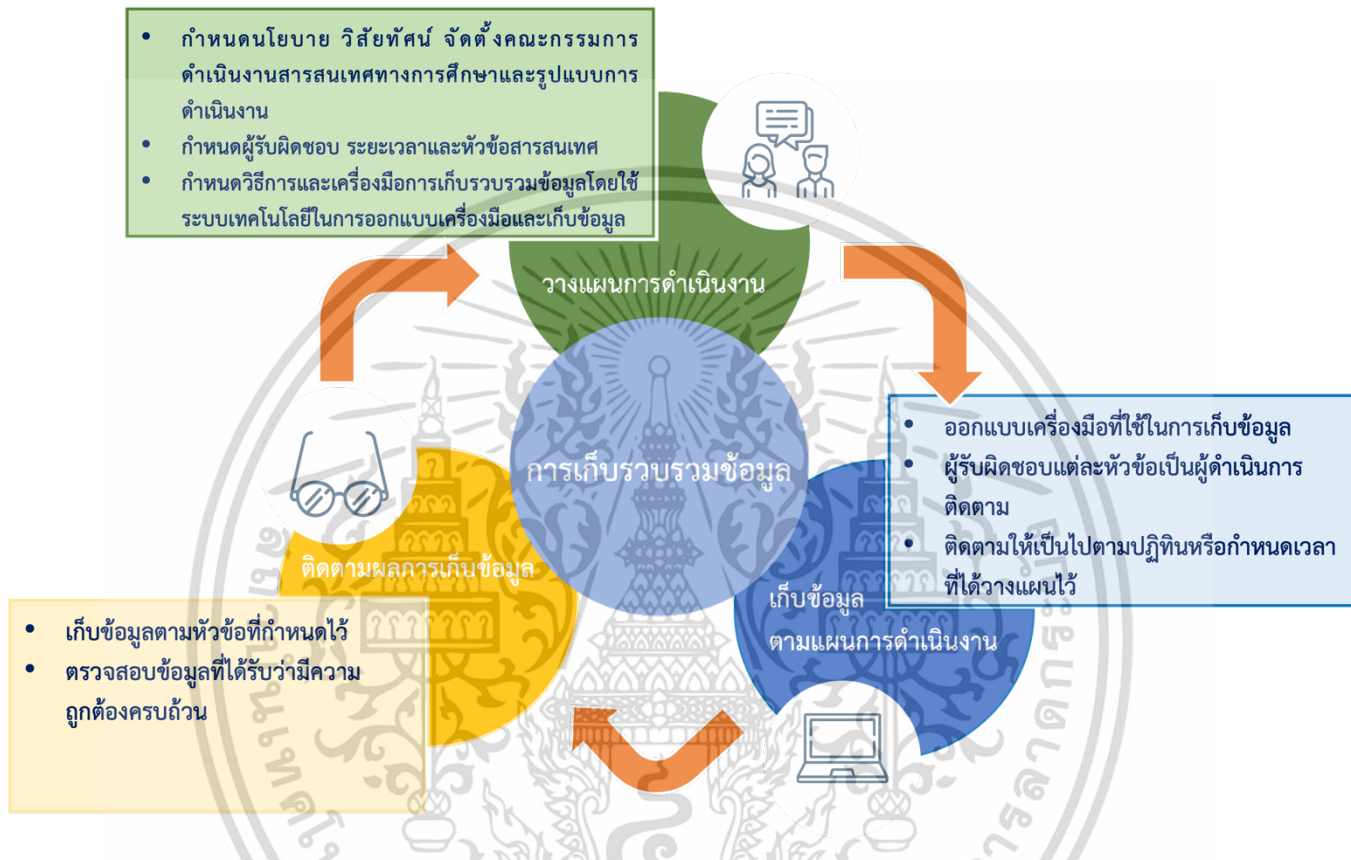 • กำหนดนโยบาย วิสัยทัศน์ จัดตั้งคณะกรรมการ
ดำเนินงานสารสนเทศทางการศึกษาและรูปแบบการ
ดำเนินงาน
• กำหนดผู้รับผิดชอบ ระยะเวลาและหัวข้อสารสนเทศ
• กำหนดวิธีการและเครื่องมือการเก็บรวบรวมข้อมูลโดยใช้
ระบบเทคโนโลยีในการออกแบบเครื่องมือและเก็บข้อมูล
วางแผนการดำเนินงาน
การเก็บรวบรวมข้อมูล
• ออกแบบเครื่องมือที่ใช้ในการเก็บข้อมูล
• ผู้รับผิดชอบแต่ละหัวข้อเป็นผู้ดำเนินการ
ติดตาม
• ติดตามให้เป็นไปตามปฏิทินหรือกำหนดเวลา
ที่ได้วางแผนไว้
เก็บข้อมูล
ตามแผนการดำเนินงาน
ติดตามผลการเก็บข้อมูล
• เก็บข้อมูลตามหัวข้อที่กำหนดไว้
• ตรวจสอบข้อมูลที่ได้รับว่ามีความ
ถูกต้องครบถ้วน